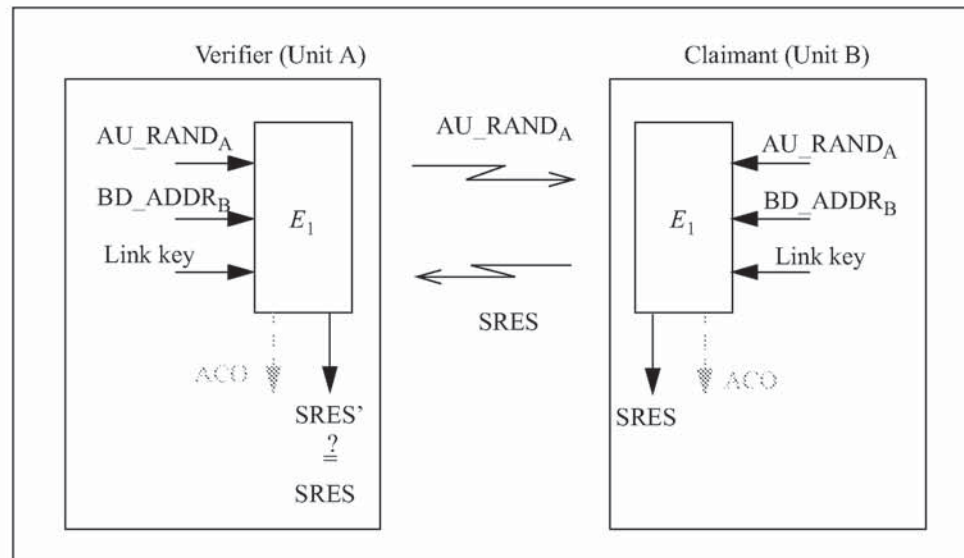 Verifier (Unit A)
Claimant (Unit B)
AU_RANDA
BD_ADDRB
Link key
E1
ACO
SRES’
?
=
SRES
AU_RANDA
SRES
E1
AU_RANDA
BD_ADDRB
Link key
SRES
ACO